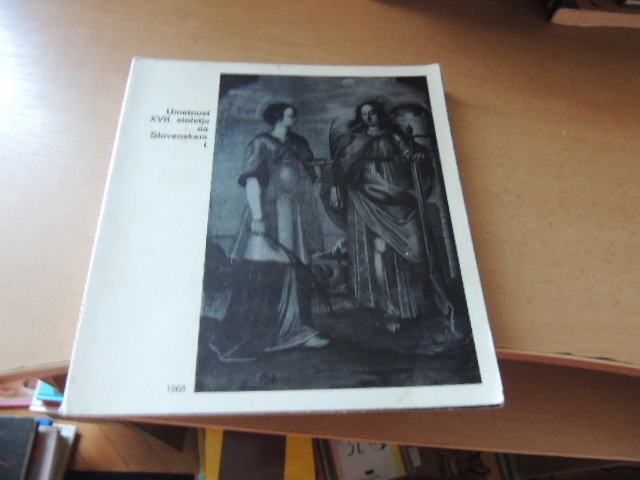 Umetnost
XVII. stoletja
na
Slovenskem
I.
1968